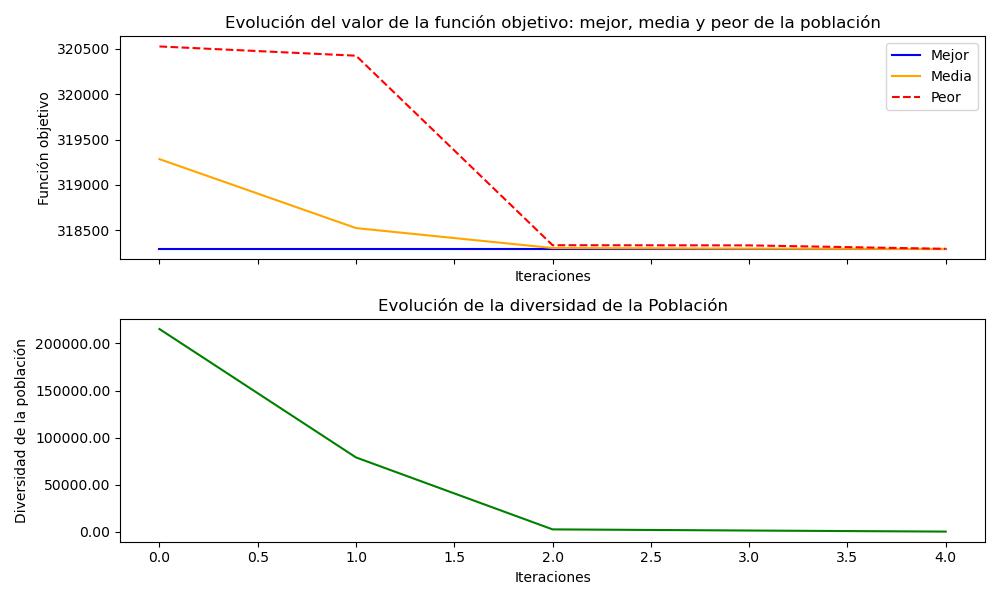 Evolución del valor de la función objetivo: mejor, media y peor de la población
Función objetivo
320500
320000
319500
319000
318500
Mejor
Media
Peor
Iteraciones
Evolución de la diversidad de la Población
Diversidad de la población
200000.00
150000.00
100000.00
50000.00
0.00
0.0 0.5 1.0 1.5 2.0 2.5 3.0 3.5 4.0
Iteraciones